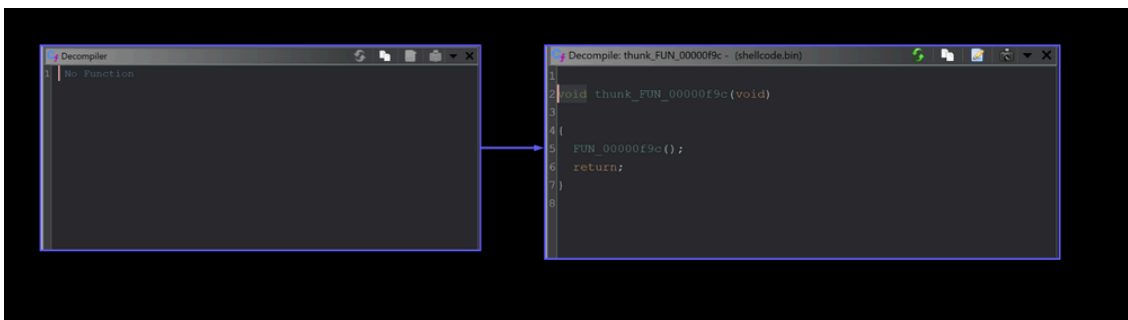 Decompiler
1 No Function
Decompile: thunk_FUN_00000f9c - (shellcode.bin)
1
2 void thunk_FUN_00000f9c(void)
3
4 {
5 FUN_00000f9c();
6 return;
7 }
8